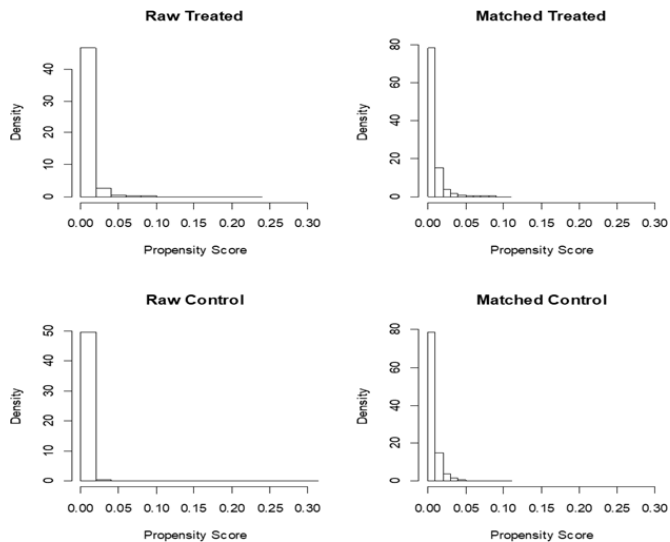 Raw Treated
Density
0 10 20 30 40
0.00 0.05 0.10 0.15 0.20 0.25 0.30
Propensity Score
Matched Treated
Density
0 20 40 60 80
0.00 0.05 0.10 0.15 0.20 0.25 0.30
Propensity Score
Raw Control
Density
0 10 20 30 40 50
0.00 0.05 0.10 0.15 0.20 0.25 0.30
Propensity Score
Matched Control
Density
0 20 40 60 80
0.00 0.05 0.10 0.15 0.20 0.25 0.30
Propensity Score